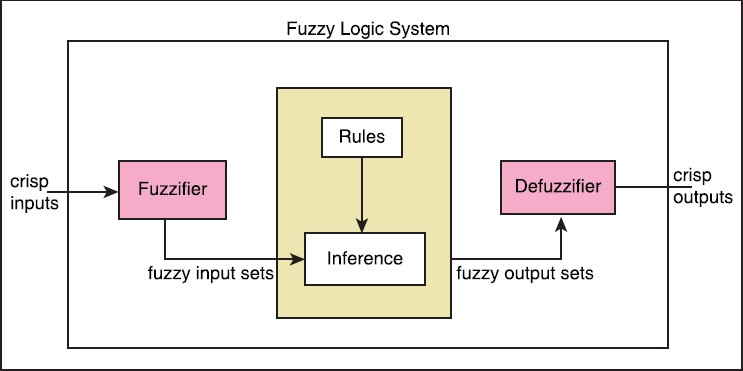 Fuzzy Logic System
crisp
inputs
Fuzzifier
fuzzy input sets
Rules
Inference
fuzzy output sets
Defuzzifier
crisp
outputs